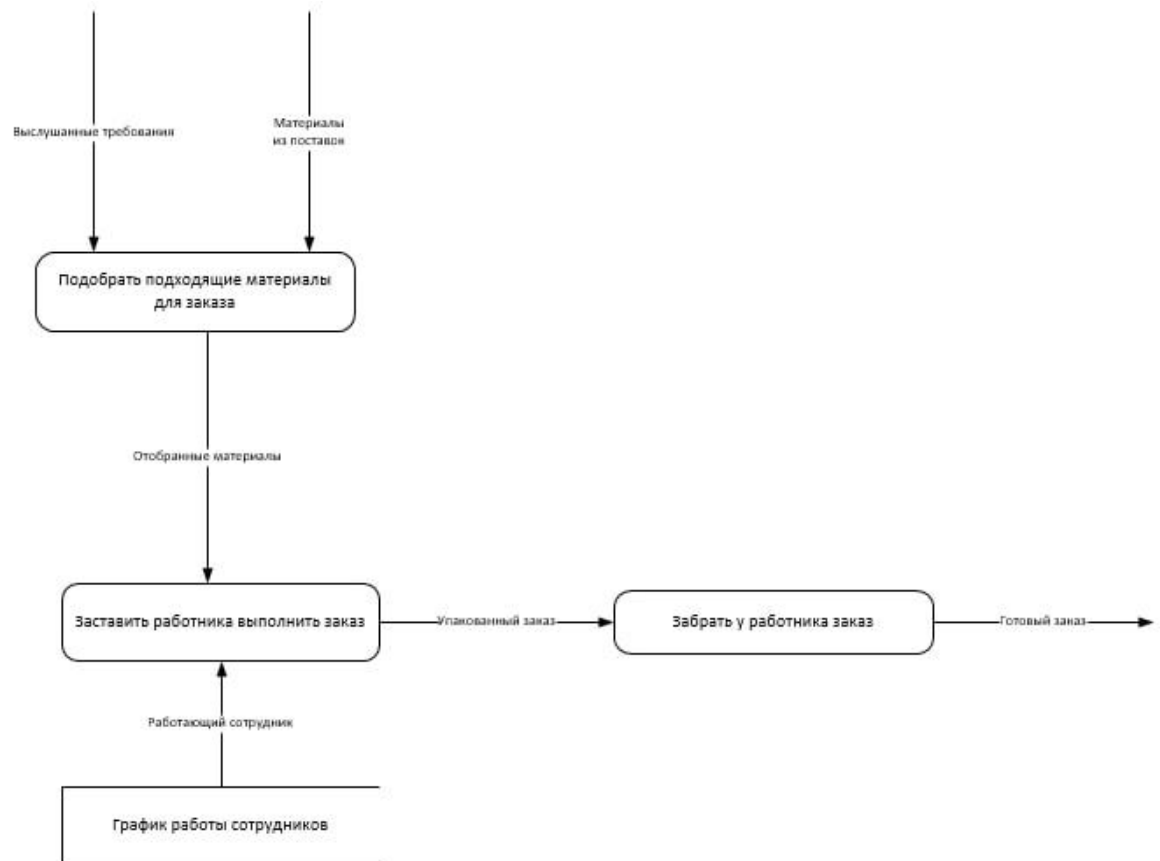 Выслушанные требования
Материалы
из поставок
Подобрать подходящие материалы
для заказа
Отобранные материалы
Заставить работника выполнить заказ
Упакованный заказ
Забрать у работника заказ
Готовый заказ
Работающий сотрудник
График работы сотрудников